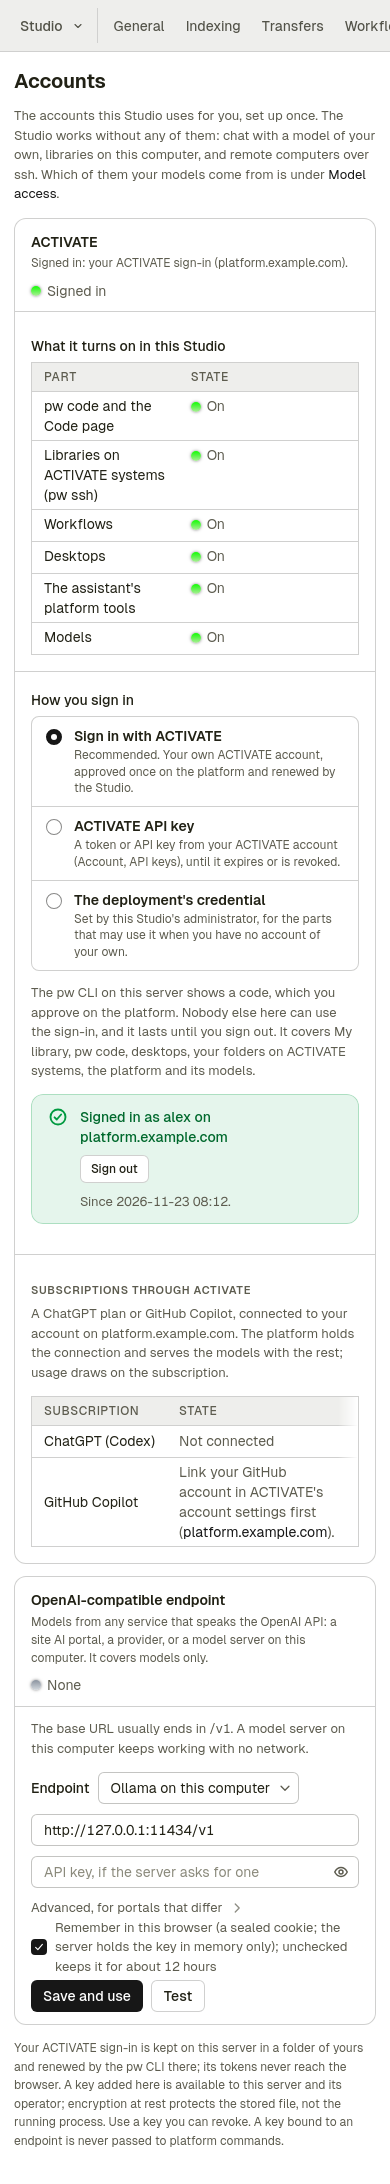 Studio General Indexing Transfers Workfl
Accounts
The accounts this Studio uses for you, set up once. The
Studio works without any of them: chat with a model of your
own, libraries on this computer, and remote computers over
ssh. Which of them your models come from is under Model
access.
ACTIVATE
Signed in: your ACTIVATE sign-in (platform.example.com).
Signed in
What it turns on in this Studio
PART STATE
pw code and the
Code page
On
Libraries on
ACTIVATE systems
(pw ssh)
On
Workflows On
Desktops On
The assistant's
platform tools
On
Models On
How you sign in
Sign in with ACTIVATE
Recommended. Your own ACTIVATE account,
approved once on the platform and renewed by
the Studio.
ACTIVATE API key
A token or API key from your ACTIVATE account
(Account, API keys), until it expires or is revoked.
The deployment's credential
Set by this Studio's administrator, for the parts
that may use it when you have no account of
your own.
The pw CLI on this server shows a code, which you
approve on the platform. Nobody else here can use
the sign-in, and it lasts until you sign out. It covers My
library, pw code, desktops, your folders on ACTIVATE
systems, the platform and its models.
Signed in as alex on
platform.example.com
Sign out
Since 2026-11-23 08:12.
SUBSCRIPTIONS THROUGH ACTIVATE
A ChatGPT plan or GitHub Copilot, connected to your
account on platform.example.com. The platform holds
the connection and serves the models with the rest;
usage draws on the subscription.
SUBSCRIPTION STATE
ChatGPT (Codex) Not connected
GitHub Copilot
Link your GitHub
account in ACTIVATE's
account settings first
(platform.example.com).
OpenAI-compatible endpoint
Models from any service that speaks the OpenAI API: a
site AI portal, a provider, or a model server on this
computer. It covers models only.
None
The base URL usually ends in /v1. A model server on
this computer keeps working with no network.
Endpoint Ollama on this computer
http://127.0.0.1:11434/v1
API key, if the server asks for one
Advanced, for portals that differ
Remember in this browser (a sealed cookie; the
server holds the key in memory only); unchecked
keeps it for about 12 hours
Save and use Test
Your ACTIVATE sign-in is kept on this server in a folder of yours
and renewed by the pw CLI there; its tokens never reach the
browser. A key added here is available to this server and its
operator; encryption at rest protects the stored file, not the
running process. Use a key you can revoke. A key bound to an
endpoint is never passed to platform commands.